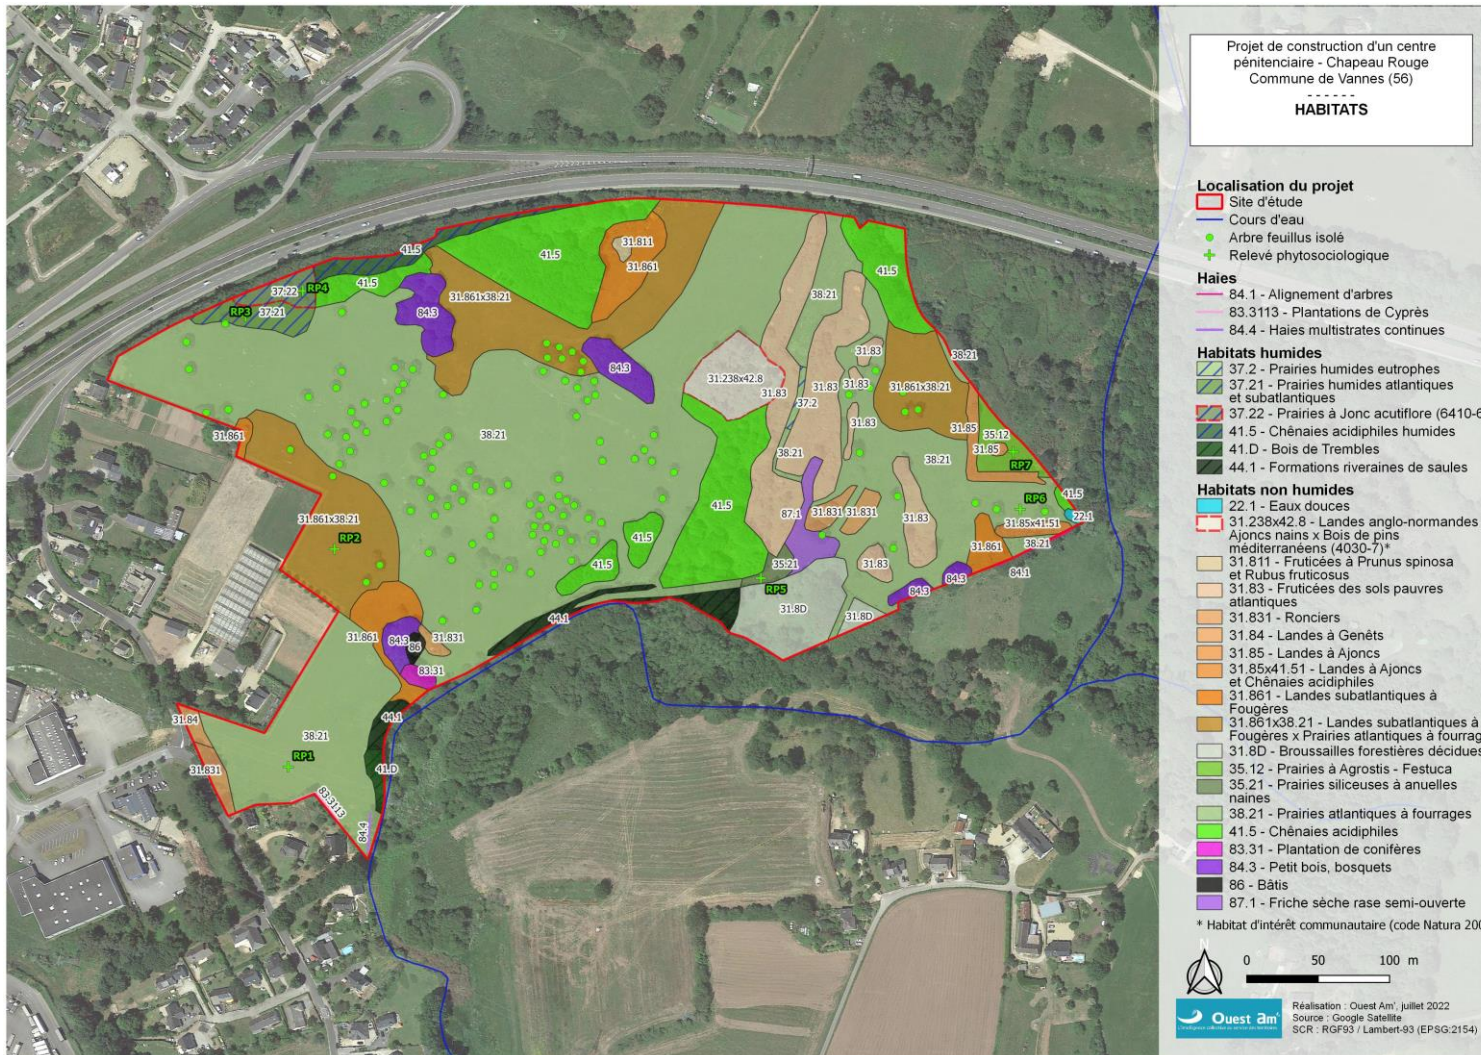 Projet de construction d'un centre
pénitenciaire - Chapeau Rouge
Commune de Vannes (56)
- - - - - -
HABITATS
Localisation du projet
Site d'étude
Cours d'eau
Arbre feuillus isolé
Relevé phytosociologique
Haies
84.1 - Alignement d'arbres
83.3113 - Plantations de Cyprès
84.4 - Haies multistrates continues
Habitats humides
37.2 - Prairies humides eutrophes
37.21 - Prairies humides atlantiques
et subatlantiques
37.22 - Prairies à Jonc acutiflore (6410-6
41.5 - Chênaies acidiphiles humides
41.D - Bois de Trembles
44.1 - Formations riveraines de saules
Habitats non humides
22.1 - Eaux douces
31.238x42.8 - Landes anglo-normandes
Ajoncs nains x Bois de pins
méditerranéens (4030-7)*
31.811 - Fruticées à Prunus spinosa
et Rubus fruticosus
31.83 - Fruticées des sols pauvres
atlantiques
31.831 - Ronciers
31.84 - Landes à Genêts
31.85 - Landes à Ajoncs
31.85x41.51 - Landes à Ajoncs
et Chênaies acidiphiles
31.861 - Landes subatlantiques à
Fougères
31.861x38.21 - Landes subatlantiques à
Fougères x Prairies atlantiques à fourrag
31.8D - Broussailles forestières décidues
35.12 - Prairies à Agrostis - Festuca
35.21 - Prairies siliceuses à anuelles
naines
38.21 - Prairies atlantiques à fourrages
41.5 - Chênaies acidiphiles
83.31 - Plantation de conifères
84.3 - Petit bois, bosquets
86 - Bâtis
87.1 - Friche sèche rase semi-ouverte
* Habitat d'intérêt communautaire (code Natura 200
N
0 50 100 m
Ouest Am'
Réalisation : Ouest Am', juillet 2022
Source : Google Satellite
SCR : RGF93 / Lambert-93 (EPSG:2154)
41.5
31.811
41.5
31.861
37.22
RP4
41.5
38.21
41.5
RP3
37.21
84.3
31.861x38.21
31.83
38.21
84.3
31.238x42.8
31.83
31.83
31.83
31.861x38.21
37.2
31.83
31.861
38.21
31.85
35.12
38.21
31.85
38.21
RP7
41.5
RP6
41.5
22.1
31.861x38.21
87.1
31.831
31.831
31.83
31.85x41.51
RP2
41.5
38.21
31.861
41.5
35.21
31.83
84.1
RP5
84.3
84.3
31.8D
31.8D
44.1
31.861
84.3
86
31.831
83.31
31.84
44.1
38.21
RP1
31.831
41.D
83.3113
84.4